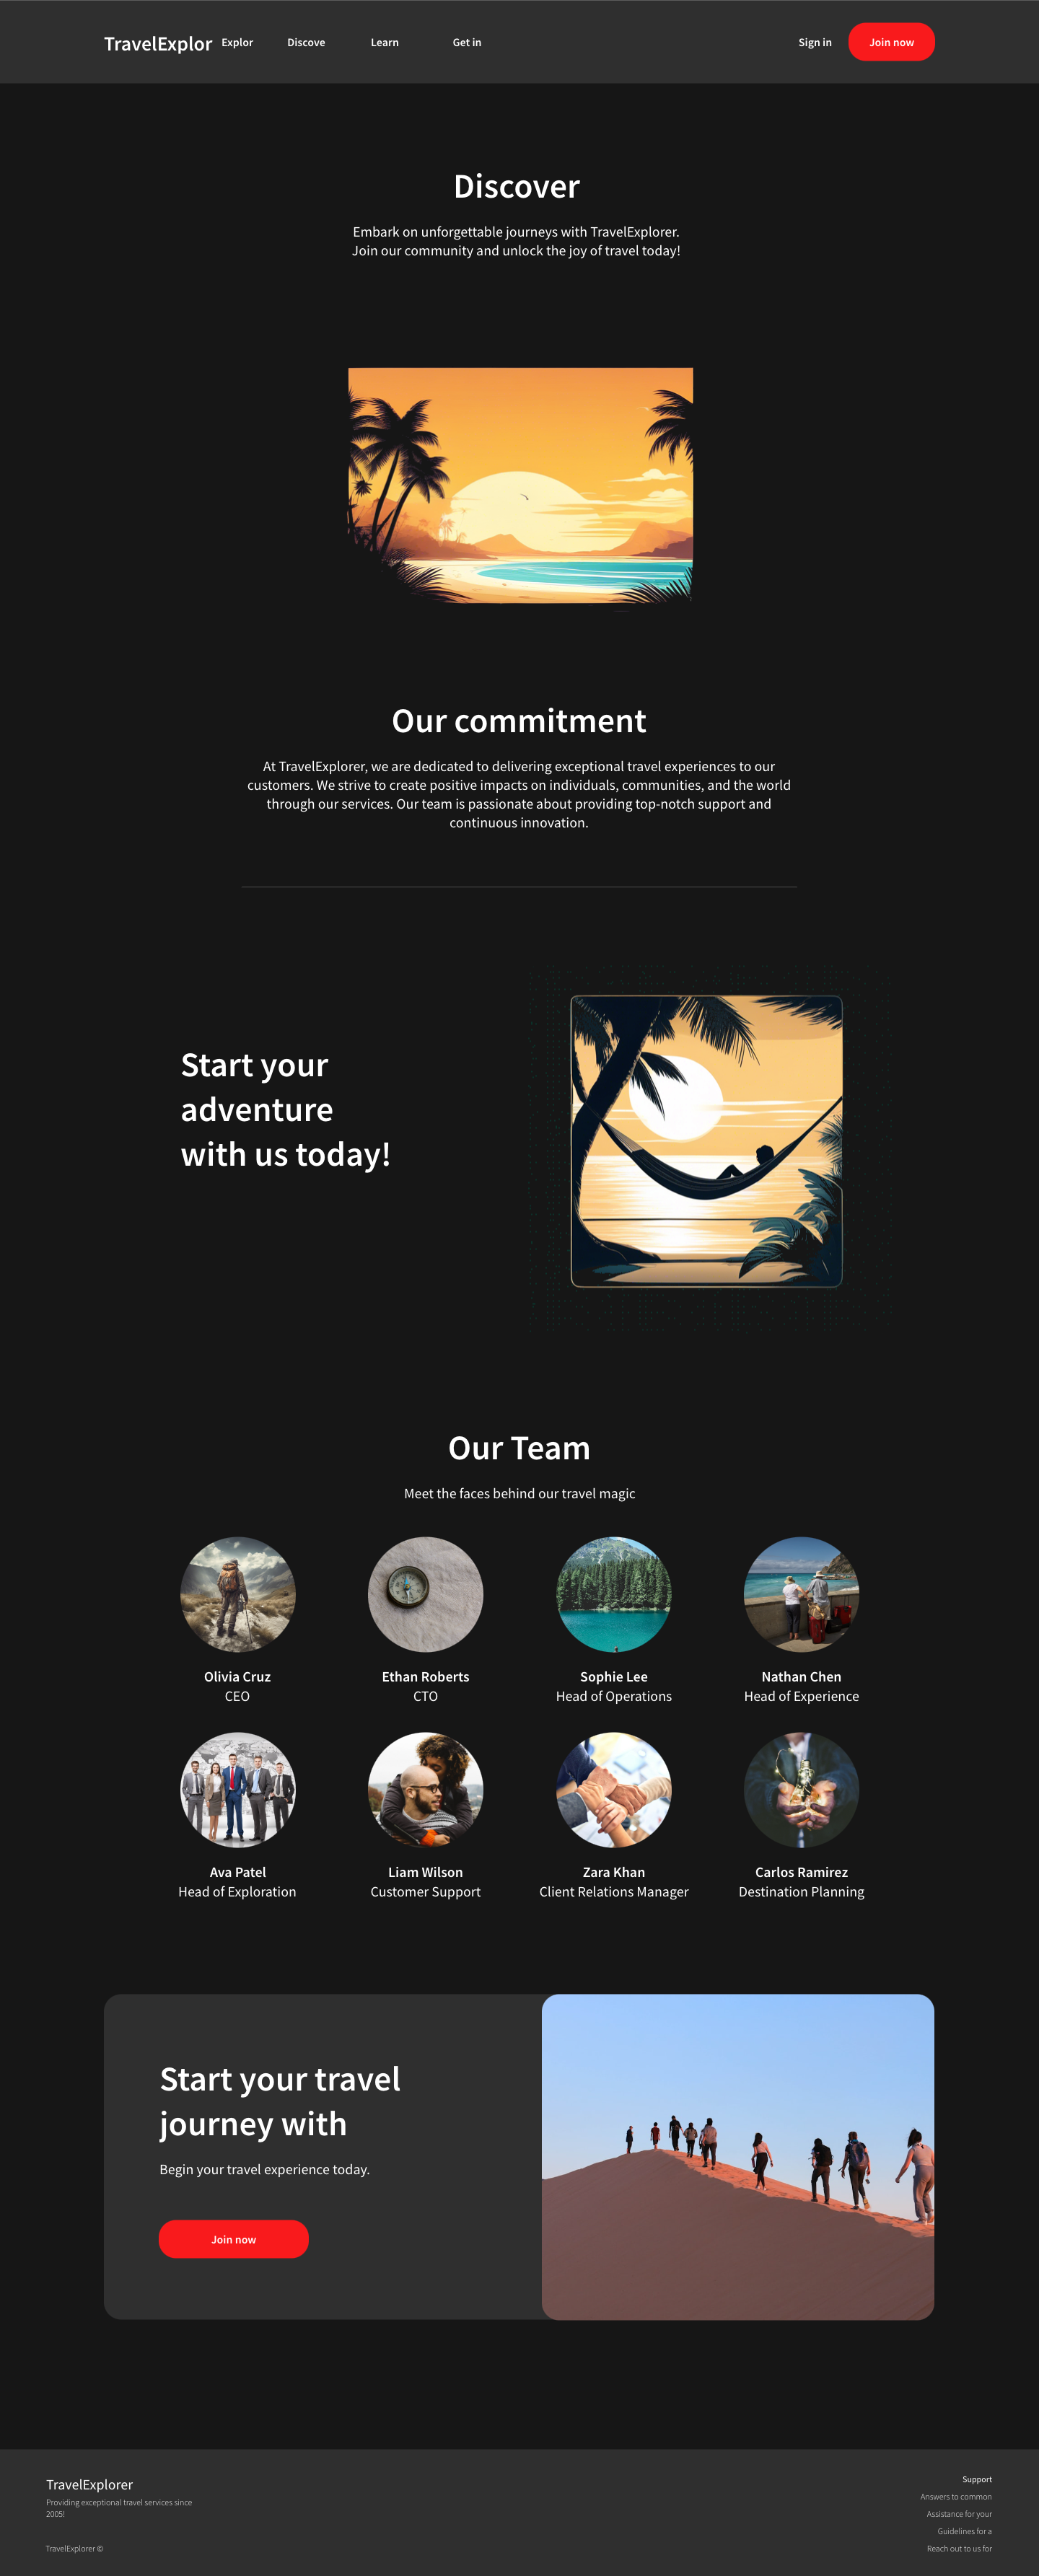 TravelExplor
Explor
Discove
Learn
Get in
Sign in
Join now
Discover
Embark on unforgettable journeys with TravelExplorer.
Join our community and unlock the joy of travel today!
Our commitment
At TravelExplorer, we are dedicated to delivering exceptional travel experiences to our
customers. We strive to create positive impacts on individuals, communities, and the world
through our services. Our team is passionate about providing top-notch support and
continuous innovation.
Start your
adventure
with us today!
Our Team
Meet the faces behind our travel magic
Olivia Cruz
CEO
Ethan Roberts
CTO
Sophie Lee
Head of Operations
Nathan Chen
Head of Experience
Ava Patel
Head of Exploration
Liam Wilson
Customer Support
Zara Khan
Client Relations Manager
Carlos Ramirez
Destination Planning
Start your travel
journey with
Begin your travel experience today.
Join now
TravelExplorer
Providing exceptional travel services since
2005!
TravelExplorer ©
Support
Answers to common
Assistance for your
Guidelines for a
Reach out to us for